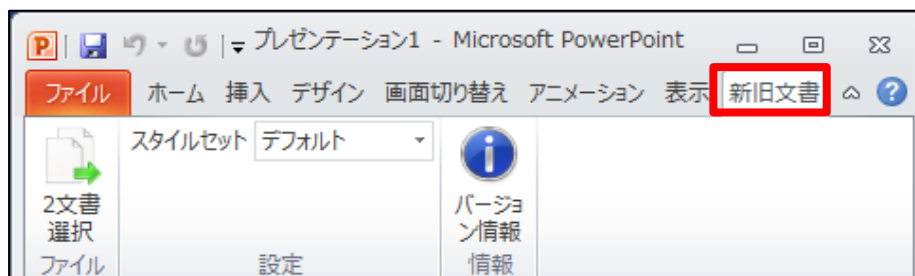 プレゼンテーション1 - Microsoft PowerPoint
ファイル ホーム 挿入 デザイン 画面切り替え アニメーション 表示 新旧文書
スタイルセット デフォルト
2文書
選択
バージョ
ン情報
ファイル 設定 情報